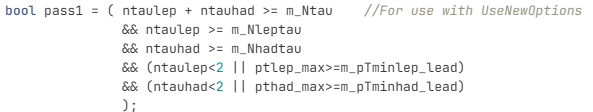 bool pass1 = ( ntaulep + ntauhad >= m_Ntau    //For use with UseNewOptions
               && ntaulep >= m_Nleptau
               && ntauhad >= m_Nhadtau
               && (ntaulep<2 || ptlep_max>=m_pTminlep_lead)
               && (ntauhad<2 || pthad_max>=m_pTminhad_lead)
               );